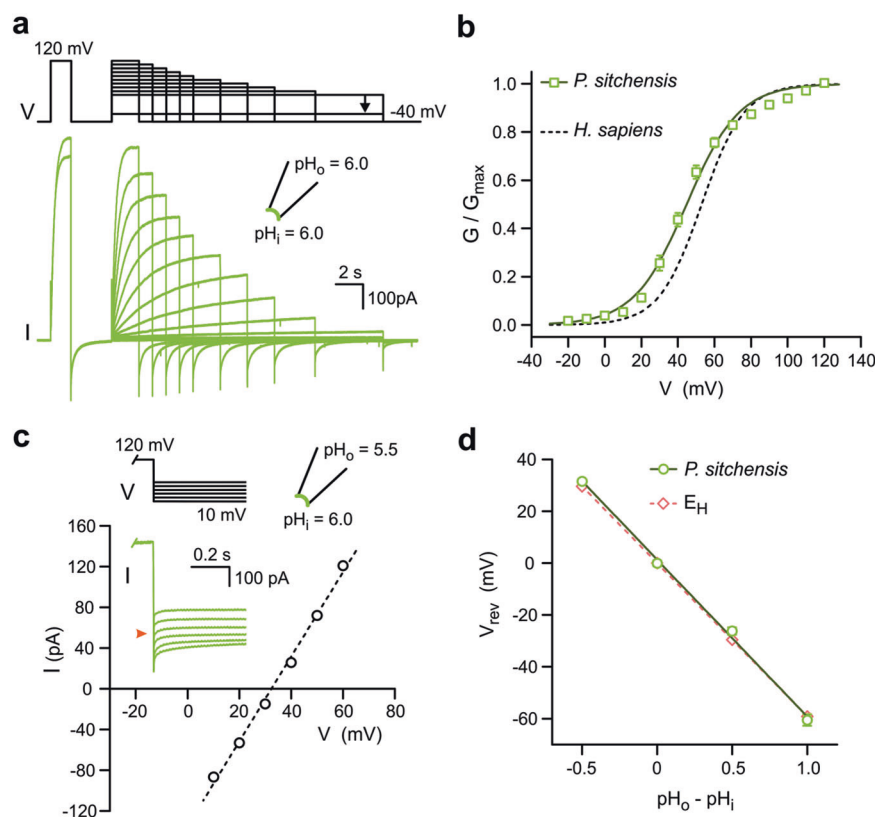 a
120 mV
V
-40 mV
pHo = 6.0
pHi = 6.0
2 s
100pA
I
b
P. sitchensis
H. sapiens
G / Gmax
1.0
0.8
0.6
0.4
0.2
0.0
-40 -20 0 20 40 60 80 100 120 140
V (mV)
c
120 mV
V
10 mV
pHo = 5.5
pHi = 6.0
0.2 s
100 pA
I
I (pA)
160
120
80
40
0
-40
-80
-120
-20 0 20 40 60 80
V (mV)
d
P. sitchensis
EH
Vrev (mV)
40
20
0
-20
-40
-60
-0.5 0 0.5 1.0
pHo - pHi